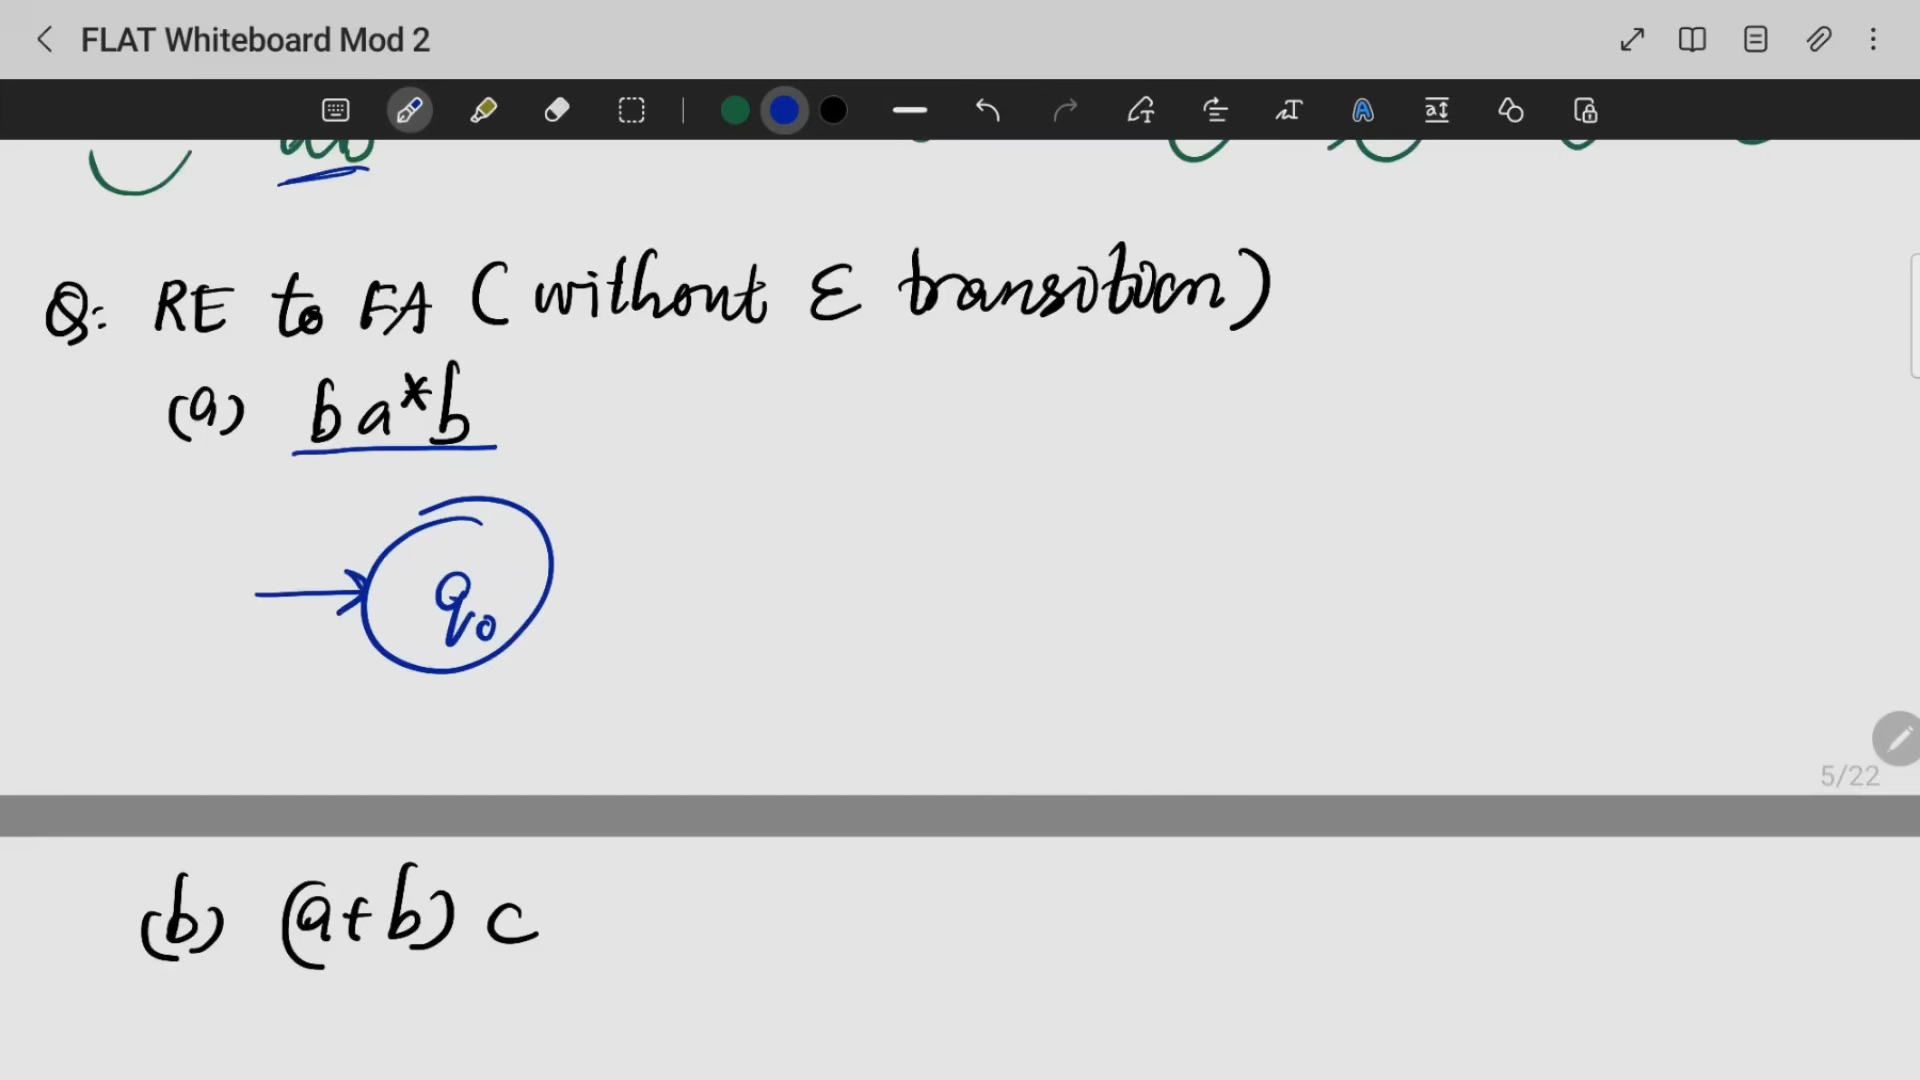 FLAT Whiteboard Mod 2
Q: RE to FA (without ε transition)
(a) ba*b
q₀
5/22
(b) (a+b) c